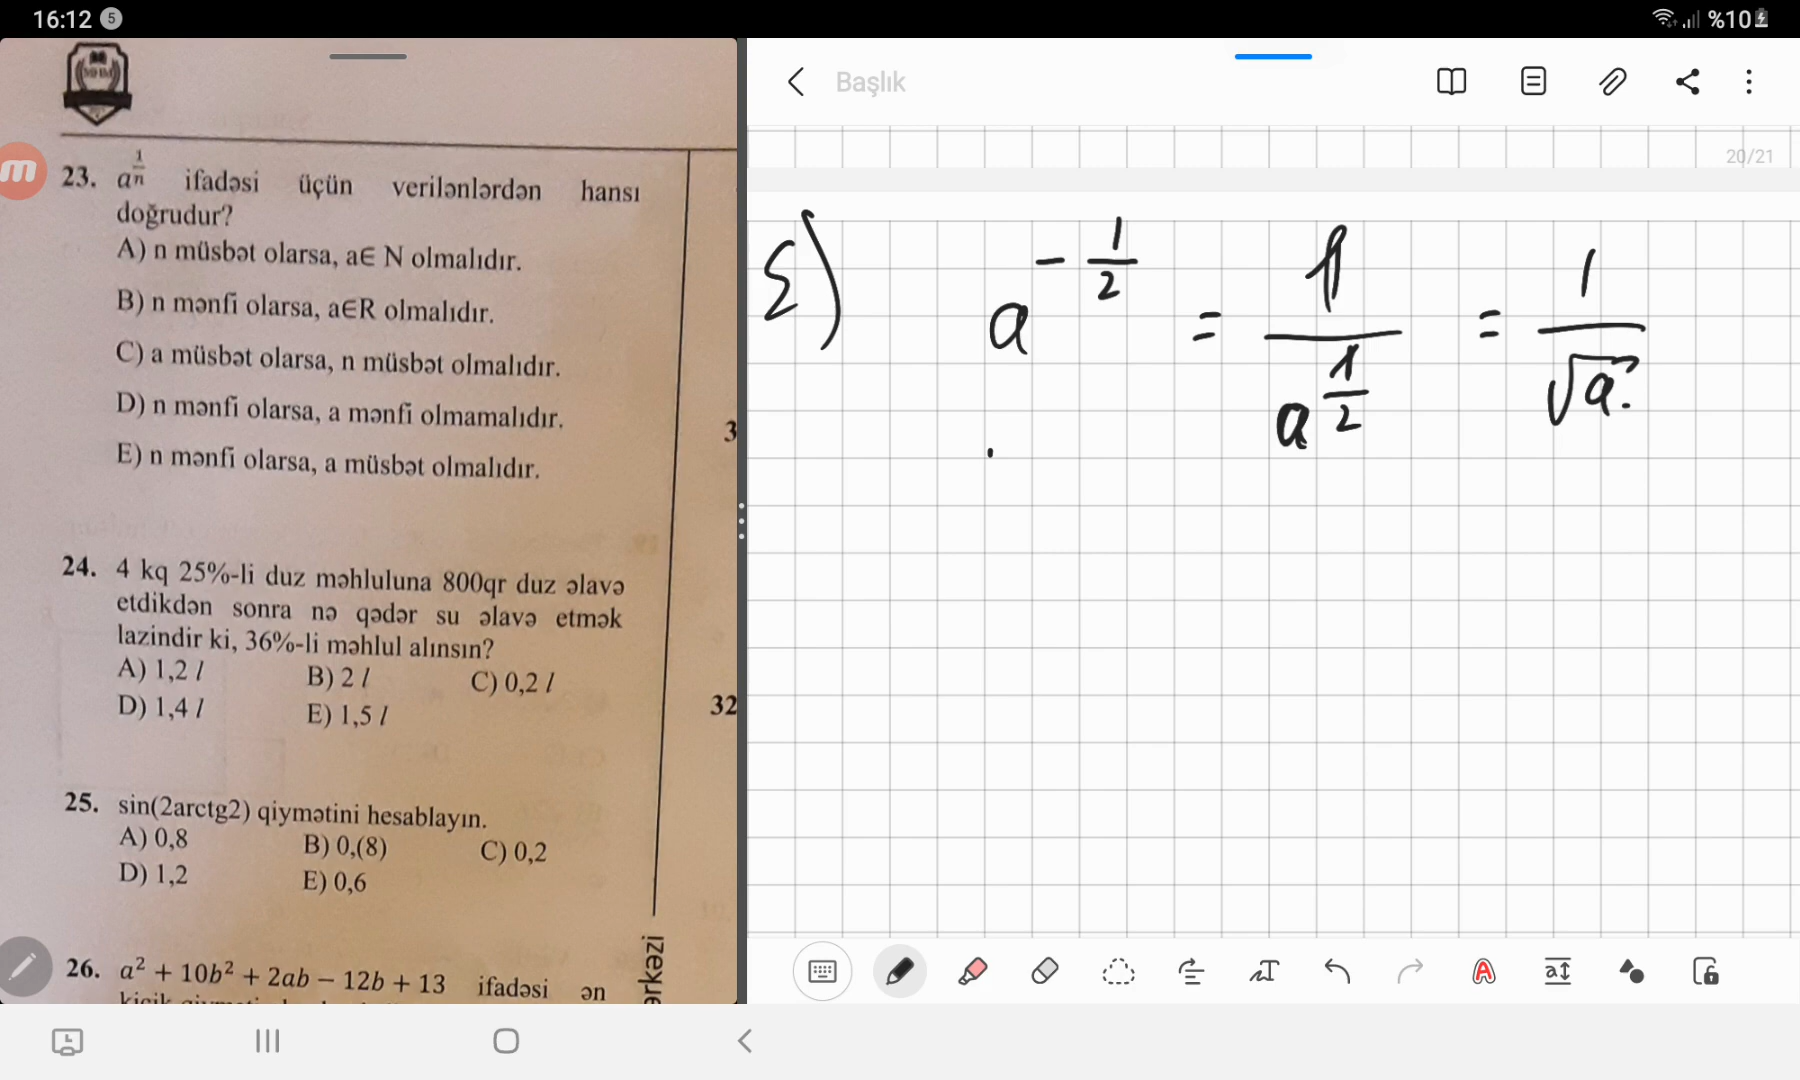 16:12 5
%10
23. a^(1/n) ifadəsi üçün verilənlərdən hansı
doğrudur?
A) n müsbət olarsa, a∈ N olmalıdır.
B) n mənfi olarsa, a∈R olmalıdır.
C) a müsbət olarsa, n müsbət olmalıdır.
D) n mənfi olarsa, a mənfi olmamalıdır.
E) n mənfi olarsa, a müsbət olmalıdır.
3
24. 4 kq 25%-li duz məhluluna 800qr duz əlavə
etdikdən sonra nə qədər su əlavə etmək
lazindir ki, 36%-li məhlul alınsın?
A) 1,2 l B) 2 l C) 0,2 l
D) 1,4 l E) 1,5 l
32
25. sin(2arctg2) qiymətini hesablayın.
A) 0,8 B) 0,(8) C) 0,2
D) 1,2 E) 0,6
26. a² + 10b² + 2ab − 12b + 13 ifadəsi ən
Başlık
20/21
a^(-1/2) = 1/a^(1/2) = 1/√a?